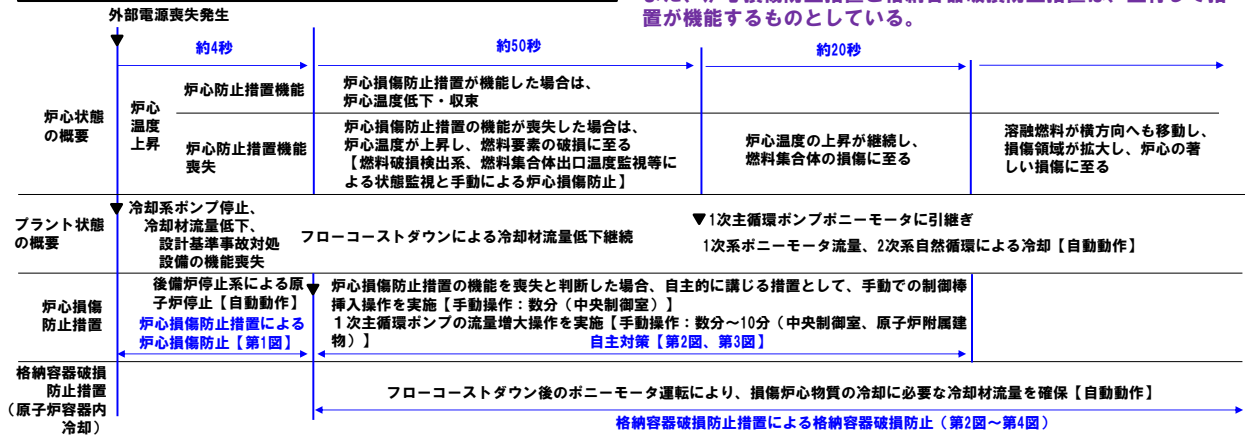 置が機能するものとしている。
外部電源喪失発生
約4秒
約50秒
約20秒
炉心状態
の概要
炉心
温度
上昇
炉心防止措置機能
炉心損傷防止措置が機能した場合は、
炉心温度低下・収束
炉心防止措置機能
喪失
炉心損傷防止措置の機能が喪失した場合は、
炉心温度が上昇し、燃料要素の破損に至る
【燃料破損検出系、燃料集合体出口温度監視等に
よる状態監視と手動による炉心損傷防止】
炉心温度の上昇が継続し、
燃料集合体の損傷に至る
溶融燃料が横方向へも移動し、
損傷領域が拡大し、炉心の著
しい損傷に至る
プラント状態
の概要
▼冷却系ポンプ停止、
冷却材流量低下、
設計基準事故対処
設備の機能喪失
フローコーストダウンによる冷却材流量低下継続
▼1次主循環ポンプポニーモータに引継ぎ
1次系ポニーモータ流量、2次系自然循環による冷却【自動動作】
炉心損傷
防止措置
後備炉停止系による原
子炉停止【自動動作】
炉心損傷防止措置による
炉心損傷防止【第1図】
▼炉心損傷防止措置の機能を喪失と判断した場合、自主的に講じる措置として、手動での制御棒
挿入操作を実施【手動操作：数分（中央制御室）】
１次主循環ポンプの流量増大操作を実施【手動操作：数分～10分（中央制御室、原子炉附属建
物）】
自主対策【第2図、第3図】
格納容器破損
防止措置
（原子炉容器内
冷却）
フローコーストダウン後のポニーモータ運転により、損傷炉心物質の冷却に必要な冷却材流量を確保【自動動作】
格納容器破損防止措置による格納容器破損防止（第2図～第4図）